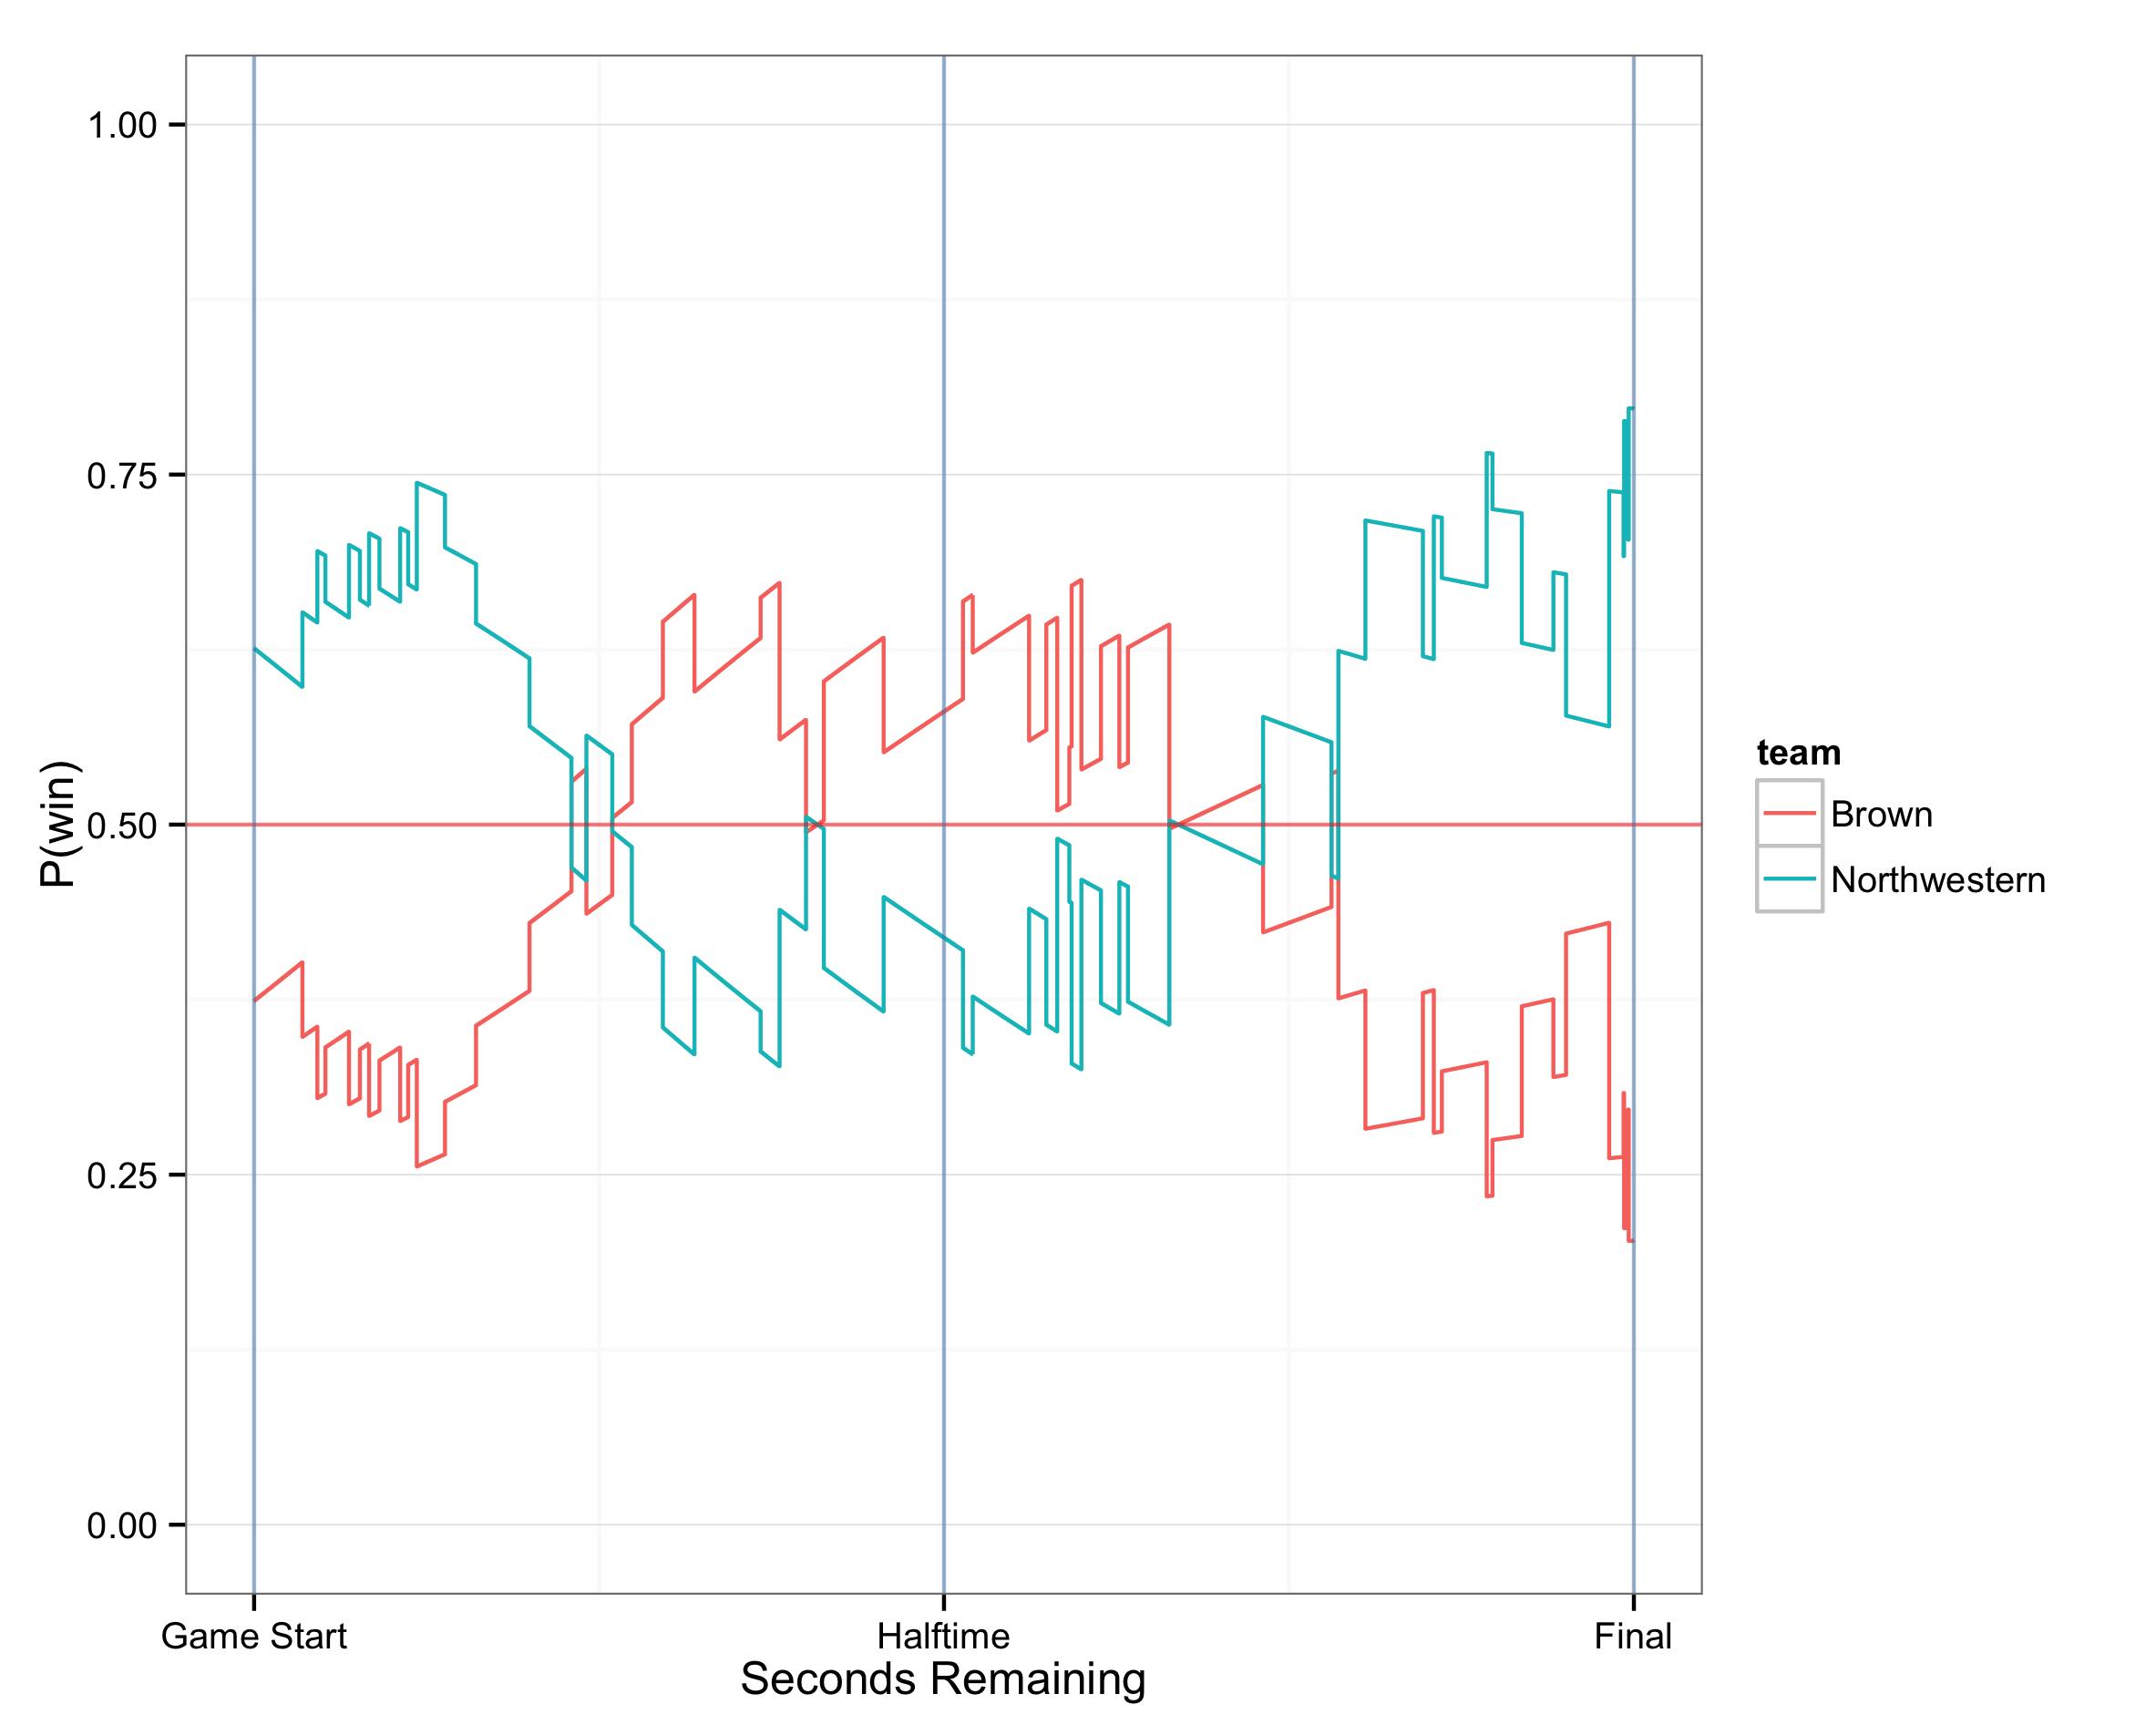 1.00
0.75
0.50
0.25
0.00
P(win)
Game Start
Halftime
Final
Seconds Remaining
team
Brown
Northwestern